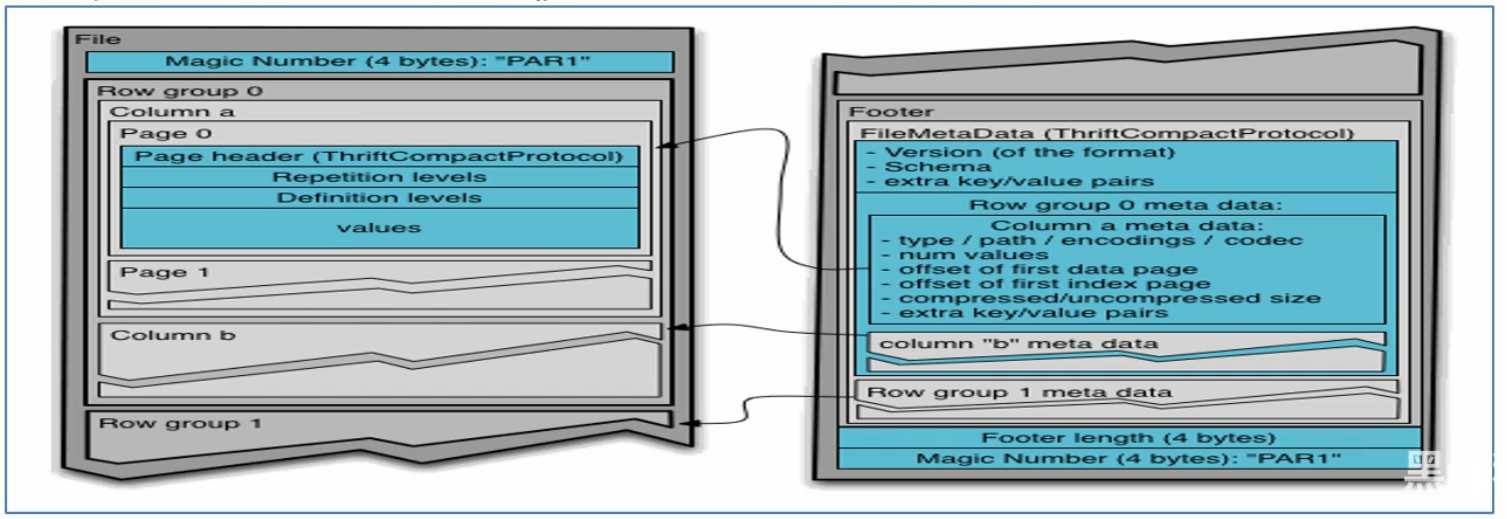 File
Magic Number (4 bytes): "PAR1"
Row group 0
Column a
Page 0
Page header (ThriftCompactProtocol)
Repetition levels
Definition levels
values
Page 1
Column b
Row group 1
Footer
FileMetaData (ThriftCompactProtocol)
- Version (of the format)
- Schema
- extra key/value pairs
Row group 0 meta data:
Column a meta data:
- type / path / encodings / codec
- num values
- offset of first data page
- offset of first index page
- compressed/uncompressed size
- extra key/value pairs
column "b" meta data
Row group 1 meta data
Footer length (4 bytes)
Magic Number (4 bytes): "PAR1"